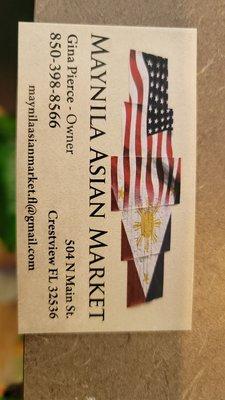 MAYNILA ASIAN MARKET
Gina Pierce - Owner
850-398-8566
504 N Main St.
Crestview FL 32536
maynilaasianmarket.fl@gmail.com